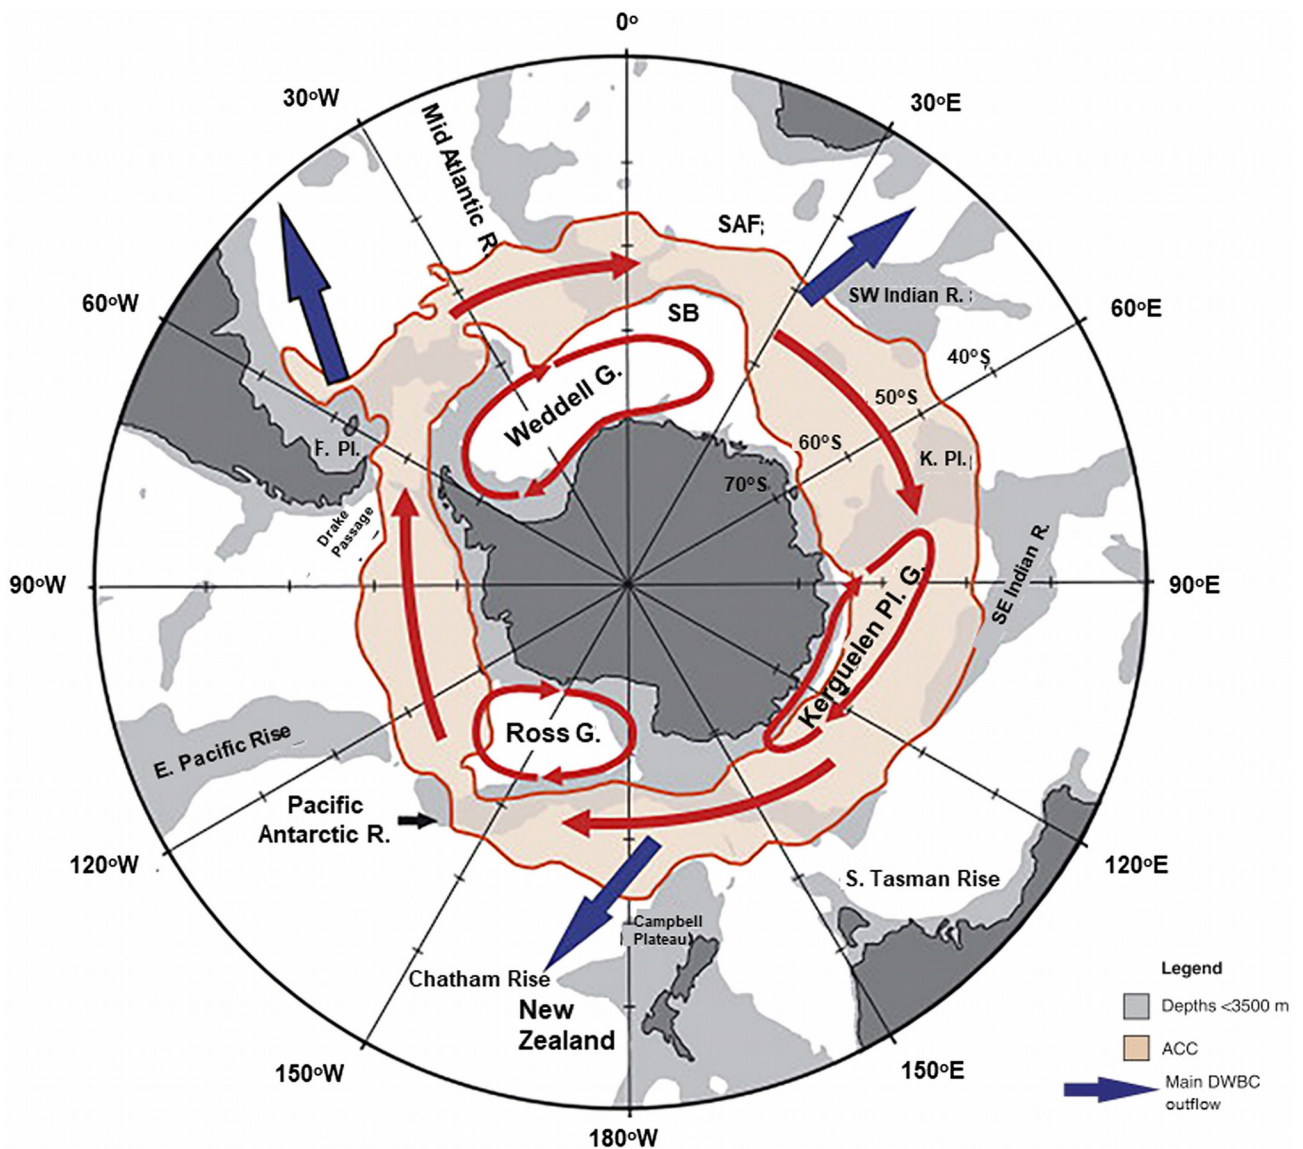 0°
30°W
30°E
Mid Atlantic R.
SAF;
60°W
SW Indian R. :
60°E
SB
40°S
Weddell G.
50°S
F. Pl.
60°S
K. Pl.
70°S
Drake
Passage
SE Indian R.
90°W
90°E
Kerguelen Pl. G.
Ross G.
E. Pacific Rise
Pacific
Antarctic R.
120°W
120°E
S. Tasman Rise
Campbell
Plateau
Chatham Rise
New
Zealand
150°W
150°E
180°W
Legend
Depths <3500 m
ACC
Main DWBC
outflow